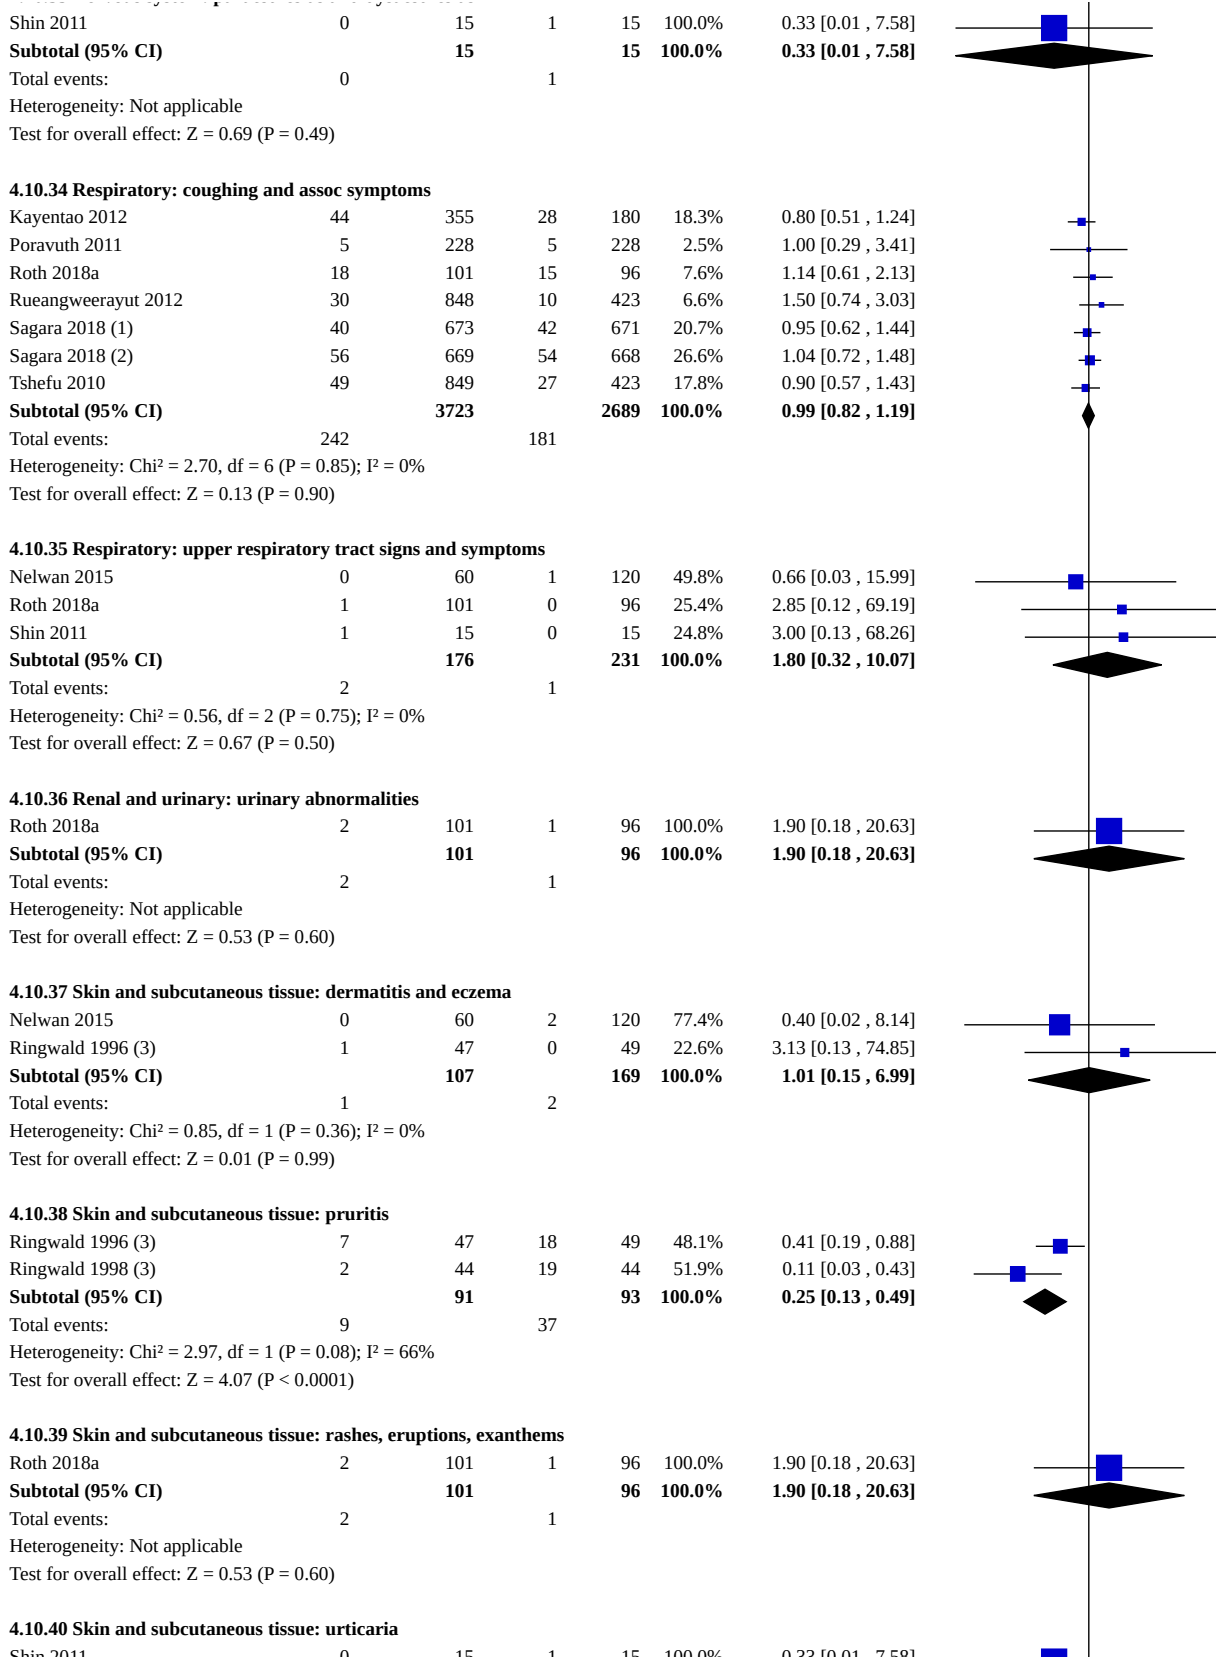 Shin 2011 0 15 1 15 100.0% 0.33 [0.01 , 7.58]
Subtotal (95% CI) 15 15 100.0% 0.33 [0.01 , 7.58]
Total events: 0 1
Heterogeneity: Not applicable
Test for overall effect: Z = 0.69 (P = 0.49)
4.10.34 Respiratory: coughing and assoc symptoms
Kayentao 2012 44 355 28 180 18.3% 0.80 [0.51 , 1.24]
Poravuth 2011 5 228 5 228 2.5% 1.00 [0.29 , 3.41]
Roth 2018a 18 101 15 96 7.6% 1.14 [0.61 , 2.13]
Rueangweerayut 2012 30 848 10 423 6.6% 1.50 [0.74 , 3.03]
Sagara 2018 (1) 40 673 42 671 20.7% 0.95 [0.62 , 1.44]
Sagara 2018 (2) 56 669 54 668 26.6% 1.04 [0.72 , 1.48]
Tshefu 2010 49 849 27 423 17.8% 0.90 [0.57 , 1.43]
Subtotal (95% CI) 3723 2689 100.0% 0.99 [0.82 , 1.19]
Total events: 242 181
Heterogeneity: Chi² = 2.70, df = 6 (P = 0.85); I² = 0%
Test for overall effect: Z = 0.13 (P = 0.90)
4.10.35 Respiratory: upper respiratory tract signs and symptoms
Nelwan 2015 0 60 1 120 49.8% 0.66 [0.03 , 15.99]
Roth 2018a 1 101 0 96 25.4% 2.85 [0.12 , 69.19]
Shin 2011 1 15 0 15 24.8% 3.00 [0.13 , 68.26]
Subtotal (95% CI) 176 231 100.0% 1.80 [0.32 , 10.07]
Total events: 2 1
Heterogeneity: Chi² = 0.56, df = 2 (P = 0.75); I² = 0%
Test for overall effect: Z = 0.67 (P = 0.50)
4.10.36 Renal and urinary: urinary abnormalities
Roth 2018a 2 101 1 96 100.0% 1.90 [0.18 , 20.63]
Subtotal (95% CI) 101 96 100.0% 1.90 [0.18 , 20.63]
Total events: 2 1
Heterogeneity: Not applicable
Test for overall effect: Z = 0.53 (P = 0.60)
4.10.37 Skin and subcutaneous tissue: dermatitis and eczema
Nelwan 2015 0 60 2 120 77.4% 0.40 [0.02 , 8.14]
Ringwald 1996 (3) 1 47 0 49 22.6% 3.13 [0.13 , 74.85]
Subtotal (95% CI) 107 169 100.0% 1.01 [0.15 , 6.99]
Total events: 1 2
Heterogeneity: Chi² = 0.85, df = 1 (P = 0.36); I² = 0%
Test for overall effect: Z = 0.01 (P = 0.99)
4.10.38 Skin and subcutaneous tissue: pruritis
Ringwald 1996 (3) 7 47 18 49 48.1% 0.41 [0.19 , 0.88]
Ringwald 1998 (3) 2 44 19 44 51.9% 0.11 [0.03 , 0.43]
Subtotal (95% CI) 91 93 100.0% 0.25 [0.13 , 0.49]
Total events: 9 37
Heterogeneity: Chi² = 2.97, df = 1 (P = 0.08); I² = 66%
Test for overall effect: Z = 4.07 (P < 0.0001)
4.10.39 Skin and subcutaneous tissue: rashes, eruptions, exanthems
Roth 2018a 2 101 1 96 100.0% 1.90 [0.18 , 20.63]
Subtotal (95% CI) 101 96 100.0% 1.90 [0.18 , 20.63]
Total events: 2 1
Heterogeneity: Not applicable
Test for overall effect: Z = 0.53 (P = 0.60)
4.10.40 Skin and subcutaneous tissue: urticaria
Shin 2011 0 15 1 15 100.0% 0.33 [0.01 , 7.58]